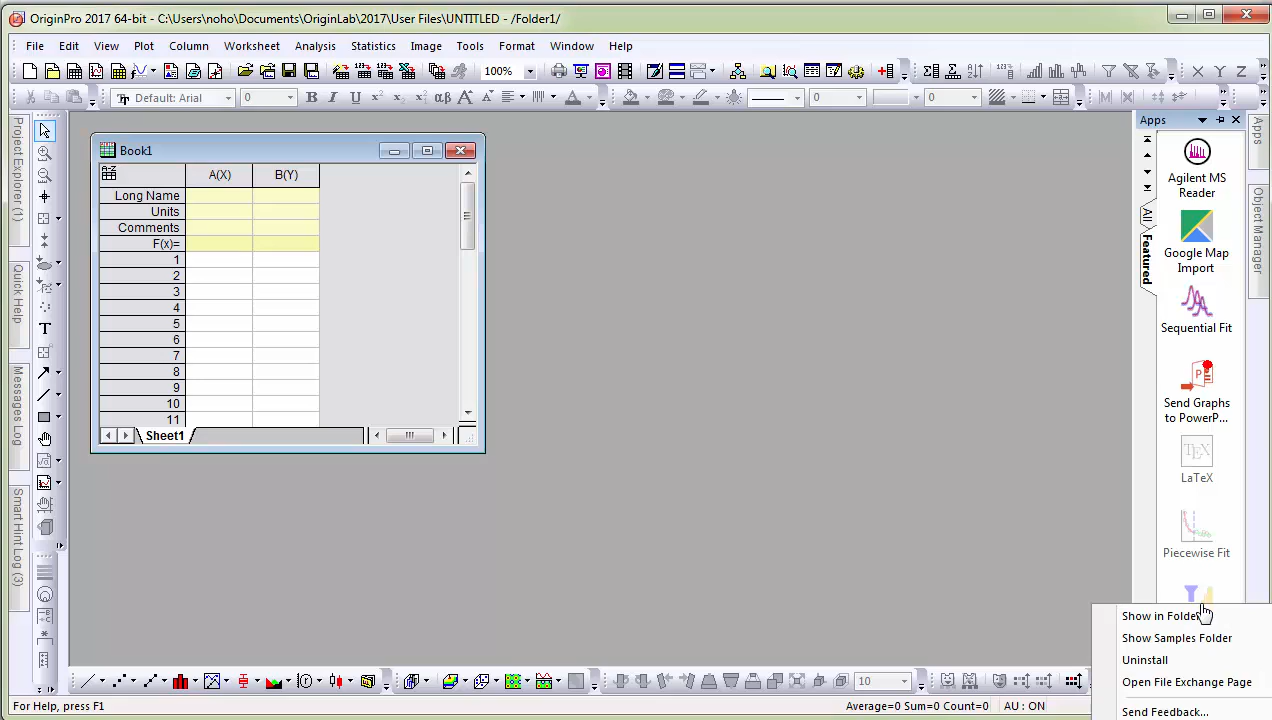 OriginPro 2017 64-bit - C:\Users\noho\Documents\OriginLab\2017\User Files\UNTITLED - /Folder1/
File Edit View Plot Column Worksheet Analysis Statistics Image Tools Format Window Help
100%
Default: Arial 0 B I U x² x₂ αβ A A A 0 0
X Y Z
Project Explorer (1)
Quick Help
Messages Log
Smart Hint Log (3)
Book1
A(X) B(Y)
Long Name
Units
Comments
F(x)=
1
2
3
4
5
6
7
8
9
10
11
Sheet1
Apps
All
Featured
Agilent MS
Reader
Google Map
Import
Sequential Fit
Send Graphs
to PowerP...
TEX
LaTeX
Piecewise Fit
Apps
Object Manager
Show in Folder
Show Samples Folder
Uninstall
Open File Exchange Page
Send Feedback...
10
For Help, press F1
Average=0 Sum=0 Count=0 AU : ON